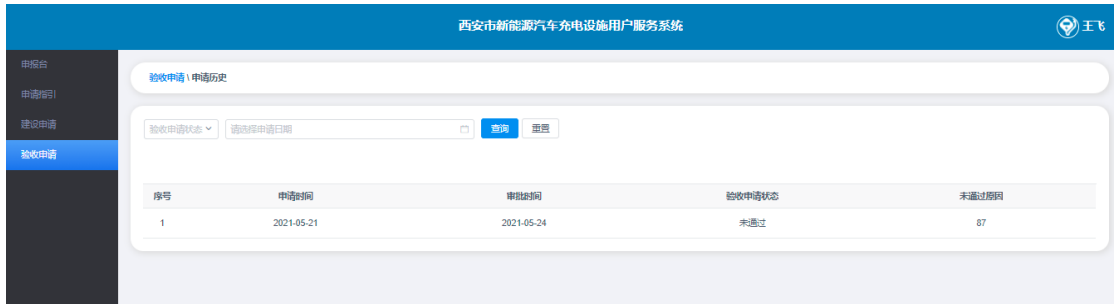 西安市新能源汽车充电设施用户服务系统
王飞
申报台
申请指引
建设申请
验收申请
验收申请 \ 申请历史
验收申请状态 请选择申请日期 查询 重置
序号 申请时间 审批时间 验收申请状态 未通过原因
1 2021-05-21 2021-05-24 未通过 87